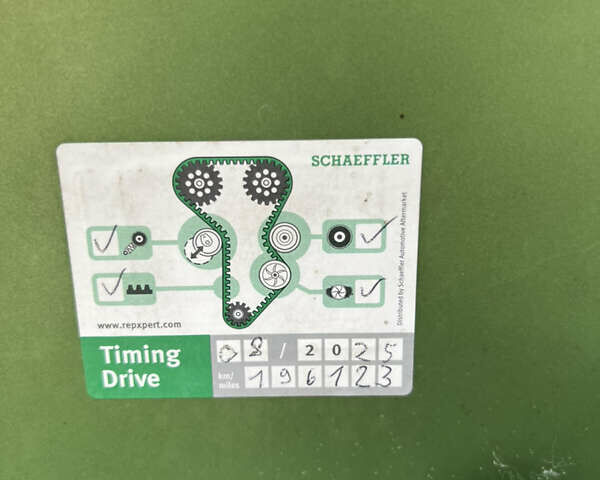 SCHAEFFLER
Distributed by Schaeffler Automotive Aftermarket
www.repxpert.com
Timing Drive
08 / 2025
km/miles 196123